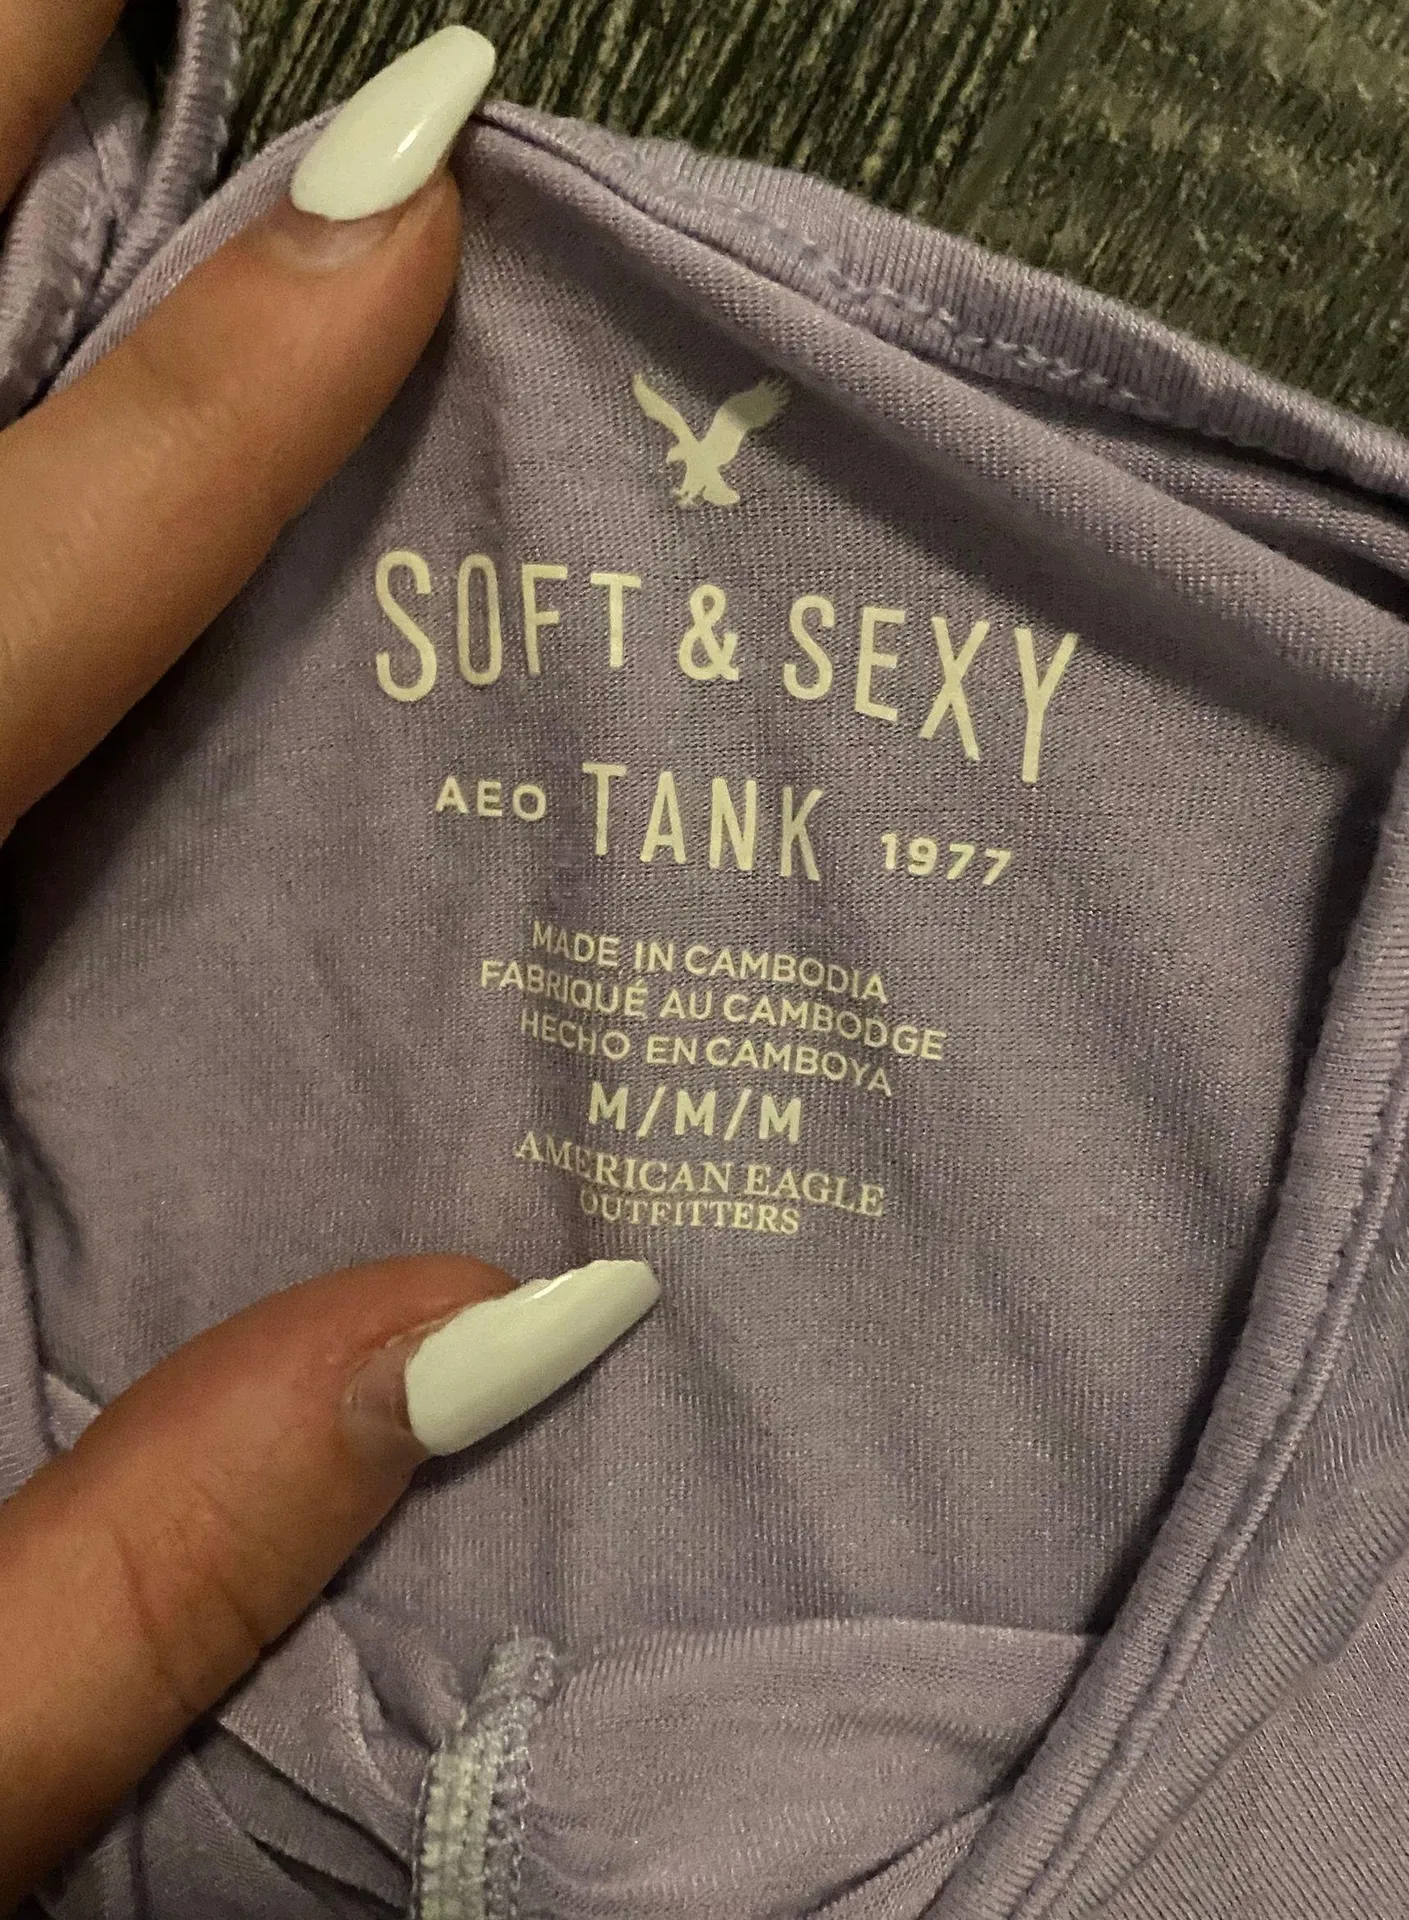 SOFT & SEXY
AEO TANK 1977
MADE IN CAMBODIA
FABRIQUÉ AU CAMBODGE
HECHO EN CAMBOYA
M/M/M
AMERICAN EAGLE
OUTFITTERS